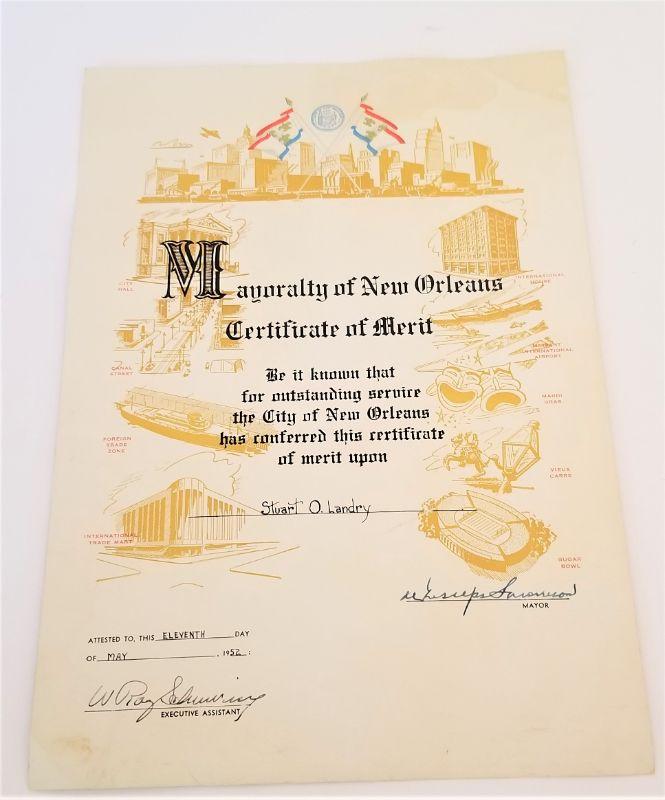 Mayoralty of New Orleans
Certificate of Merit
Be it known that
for outstanding service
the City of New Orleans
has conferred this certificate
of merit upon
Stuart O. Landry
CITY
HALL
CANAL
STREET
FOREIGN
TRADE
ZONE
INTERNATIONAL
TRADE MART
INTERNATIONAL
HOUSE
MOISANT
INTERNATIONAL
AIRPORT
MARDI
GRAS
VIEUX
CARRE
SUGAR
BOWL
MAYOR
ATTESTED TO, THIS ELEVENTH DAY
OF MAY, 1952:
W Ray
EXECUTIVE ASSISTANT